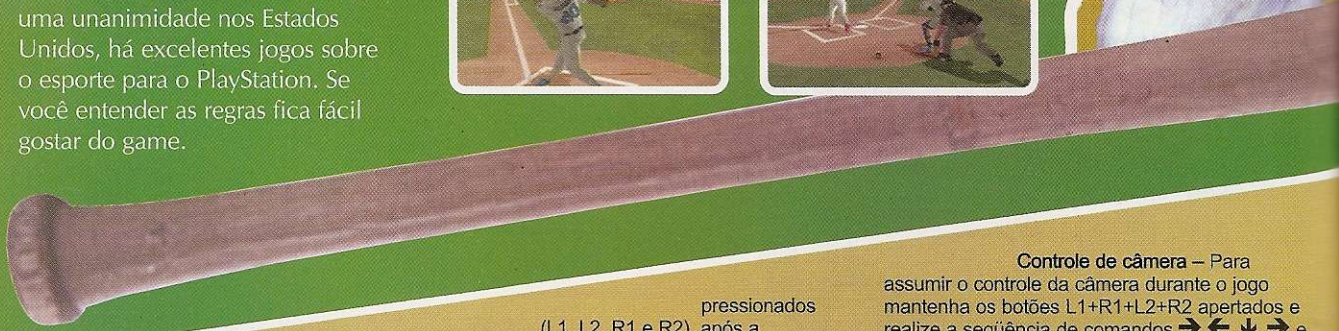 uma unanimidade nos Estados
Unidos, há excelentes jogos sobre
o esporte para o PlayStation. Se
você entender as regras fica fácil
gostar do game.
pressionados
(L1, L2, R1 e R2) após a
Controle de câmera – Para
assumir o controle da câmera durante o jogo
mantenha os botões L1+R1+L2+R2 apertados e
realize a seqüência de comandos → ← ↓ → e